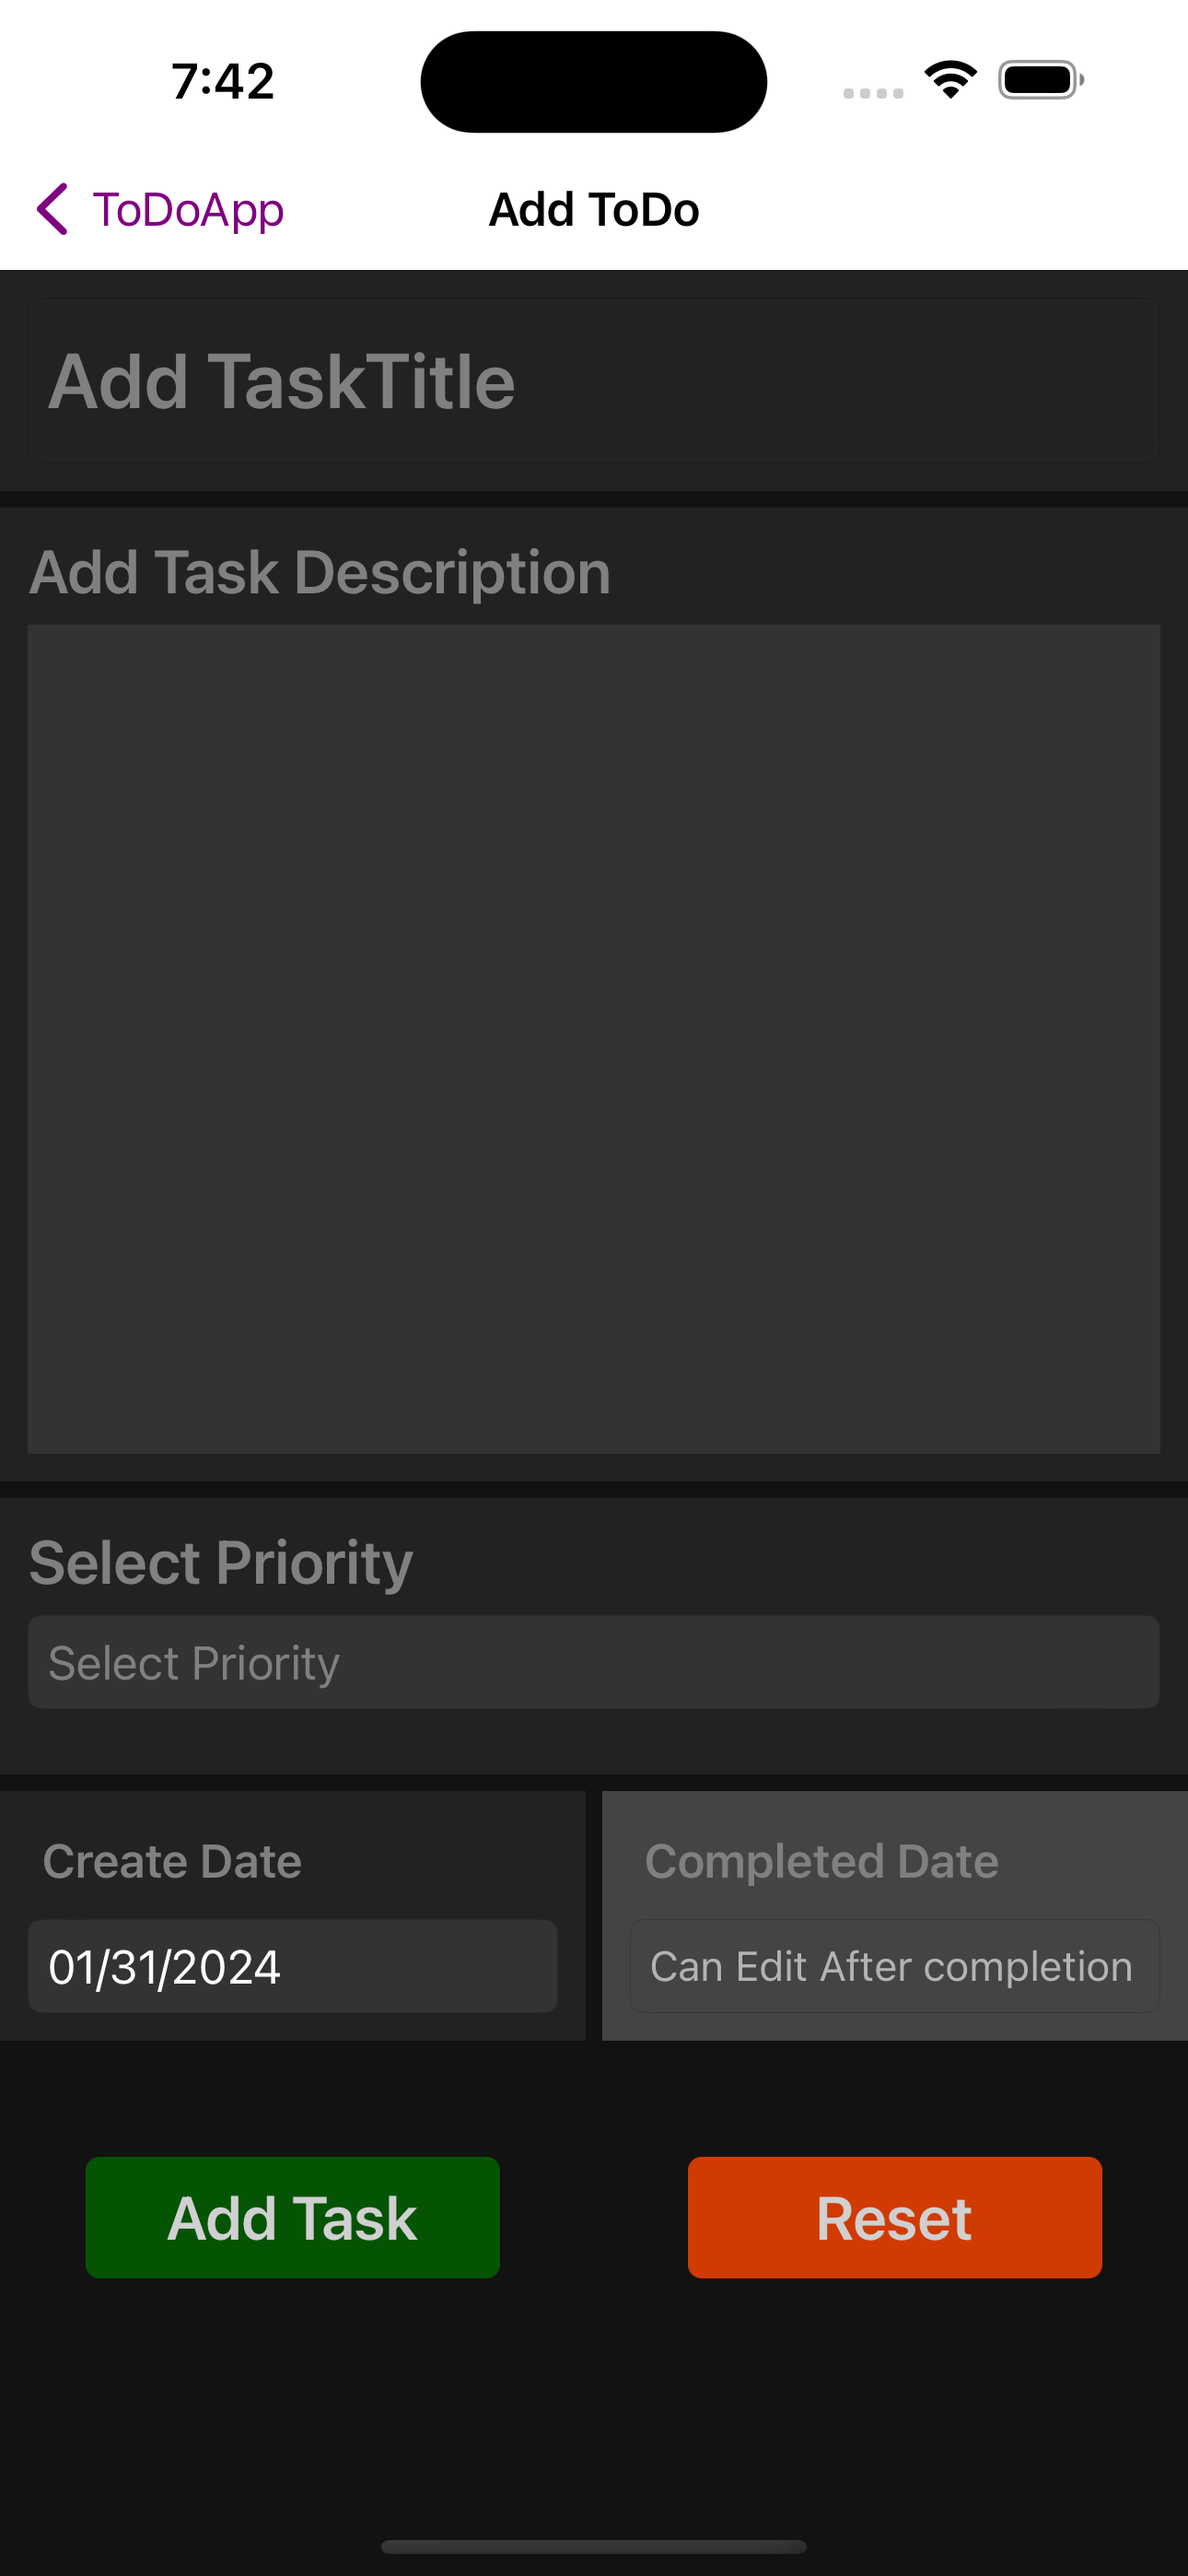 7:42
ToDoApp
Add ToDo
Add TaskTitle
Add Task Description
Select Priority
Select Priority
Create Date
Completed Date
01/31/2024
Can Edit After completion
Add Task
Reset